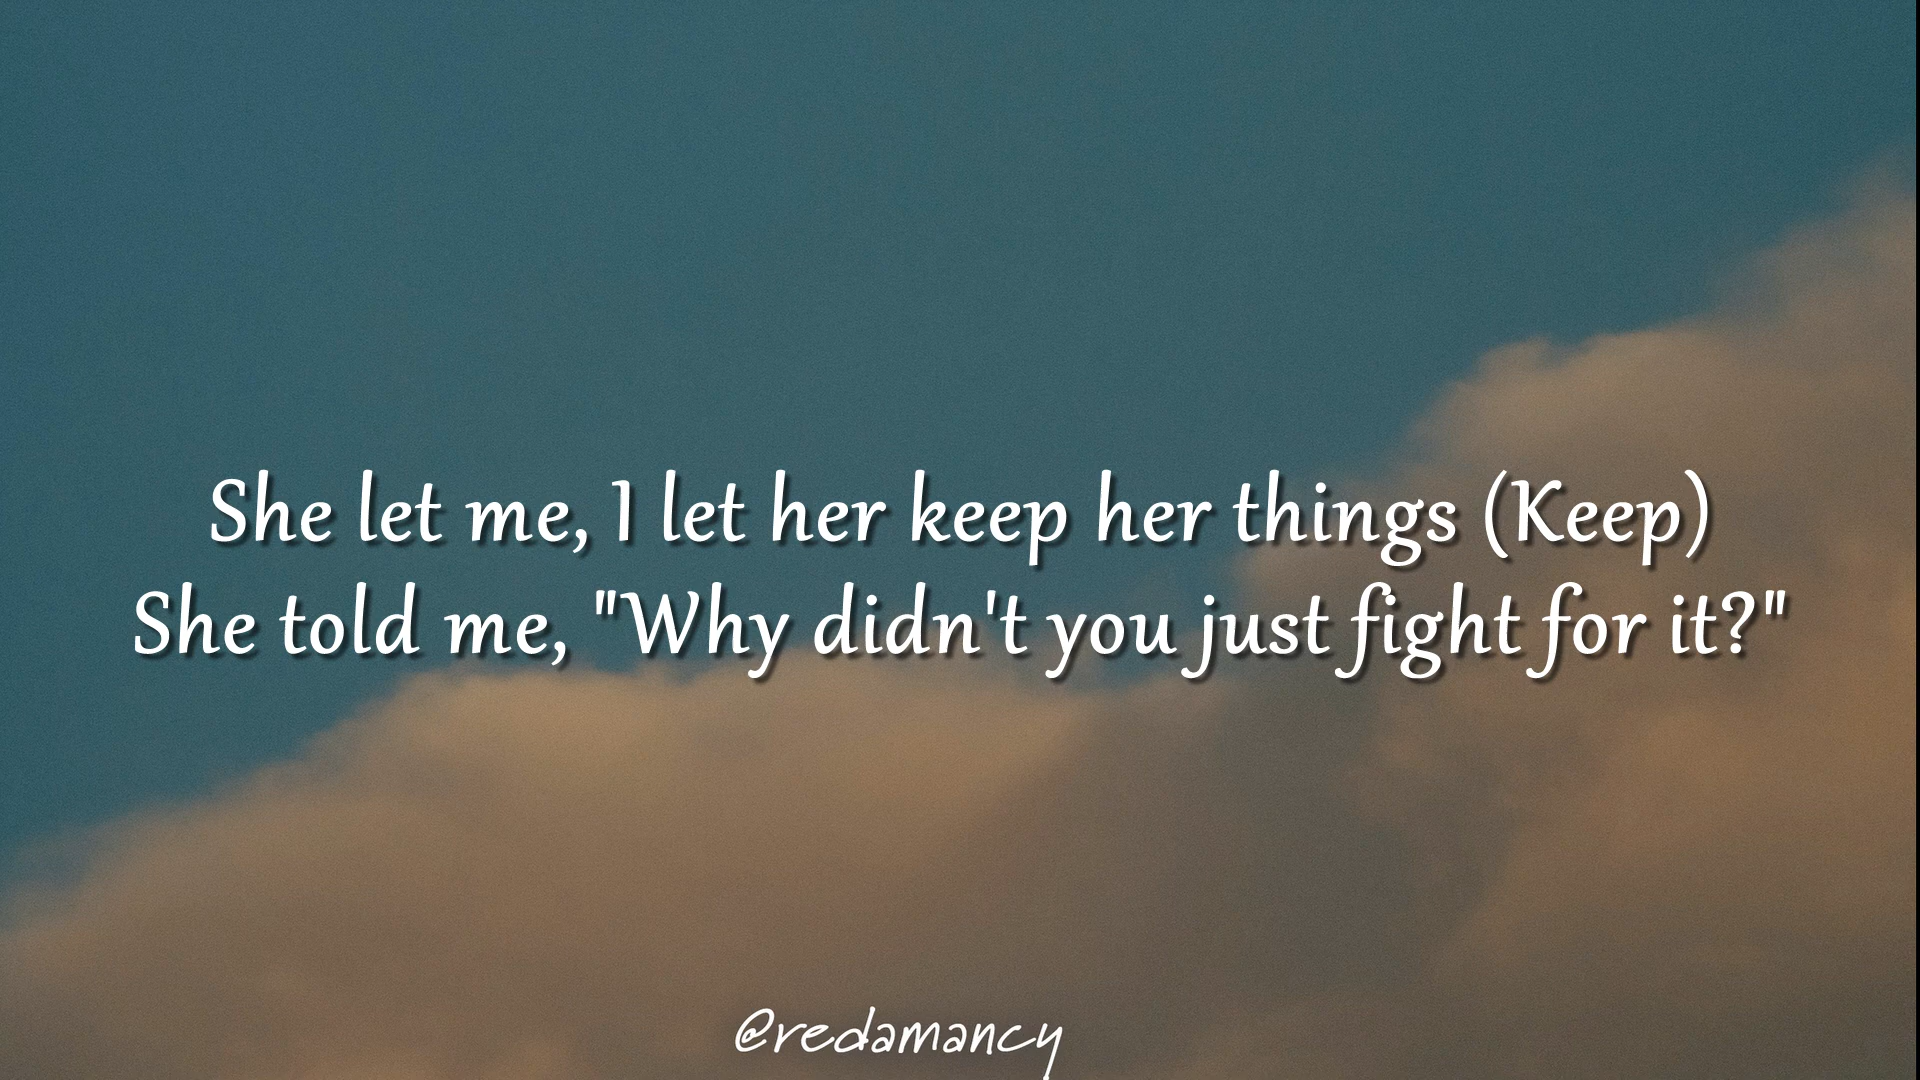 She let me, I let her keep her things (Keep)
She told me, "Why didn't you just fight for it?"
@redamancy